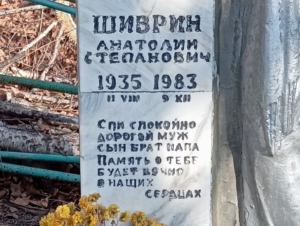 ШИВРИН
АНАТОЛИЙ
СТЕПАНОВИЧ
1935 1983
11 VIII 9 XII
СПИ СПОКОЙНО
ДОРОГОЙ МУЖ
СЫН БРАТ ПАПА
ПАМЯТЬ О ТЕБЕ
БУДЕТ ВЕЧНО
В НАЩИХ
СЕРДЦАХ